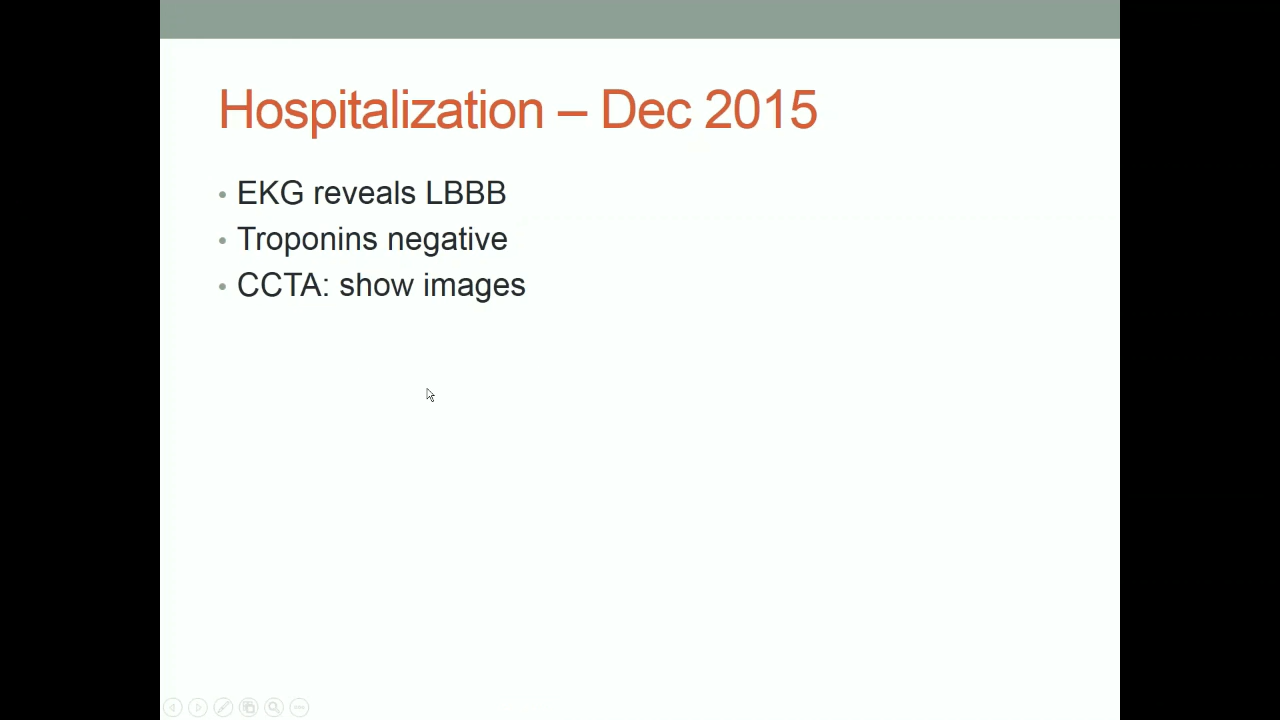 Hospitalization – Dec 2015
• EKG reveals LBBB
• Troponins negative
• CCTA: show images